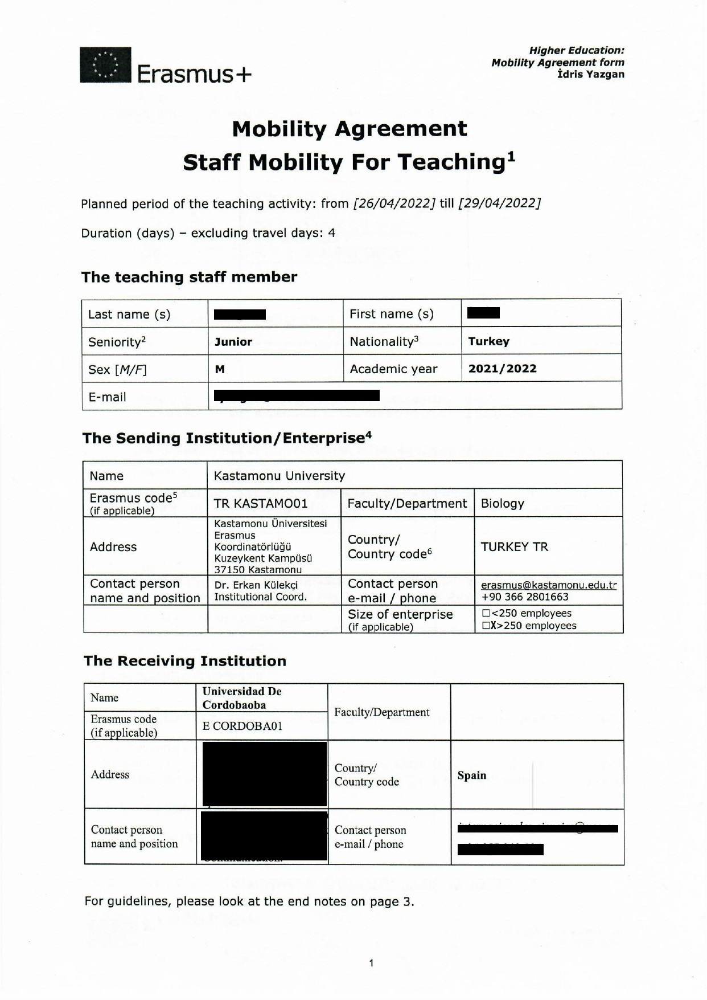 Erasmus+
Higher Education:
Mobility Agreement form
İdris Yazgan
Mobility Agreement
Staff Mobility For Teaching¹
Planned period of the teaching activity: from [26/04/2022] till [29/04/2022]
Duration (days) – excluding travel days: 4
The teaching staff member
Last name (s) First name (s)
Seniority² Junior Nationality³ Turkey
Sex [M/F] M Academic year 2021/2022
E-mail
The Sending Institution/Enterprise⁴
Name Kastamonu University
Erasmus code⁵
(if applicable)
TR KASTAMO01 Faculty/Department Biology
Address
Kastamonu Üniversitesi
Erasmus
Koordinatörlüğü
Kuzeykent Kampüsü
37150 Kastamonu
Country/
Country code⁶
TURKEY TR
Contact person
name and position
Dr. Erkan Külekçi
Institutional Coord.
Contact person
e-mail / phone
erasmus@kastamonu.edu.tr
+90 366 2801663
Size of enterprise
(if applicable)
☐<250 employees
☐X>250 employees
The Receiving Institution
Name
Universidad De
Cordobaoba
Faculty/Department
Erasmus code
(if applicable)
E CORDOBA01
Address
Country/
Country code
Spain
Contact person
name and position
Contact person
e-mail / phone
For guidelines, please look at the end notes on page 3.
1